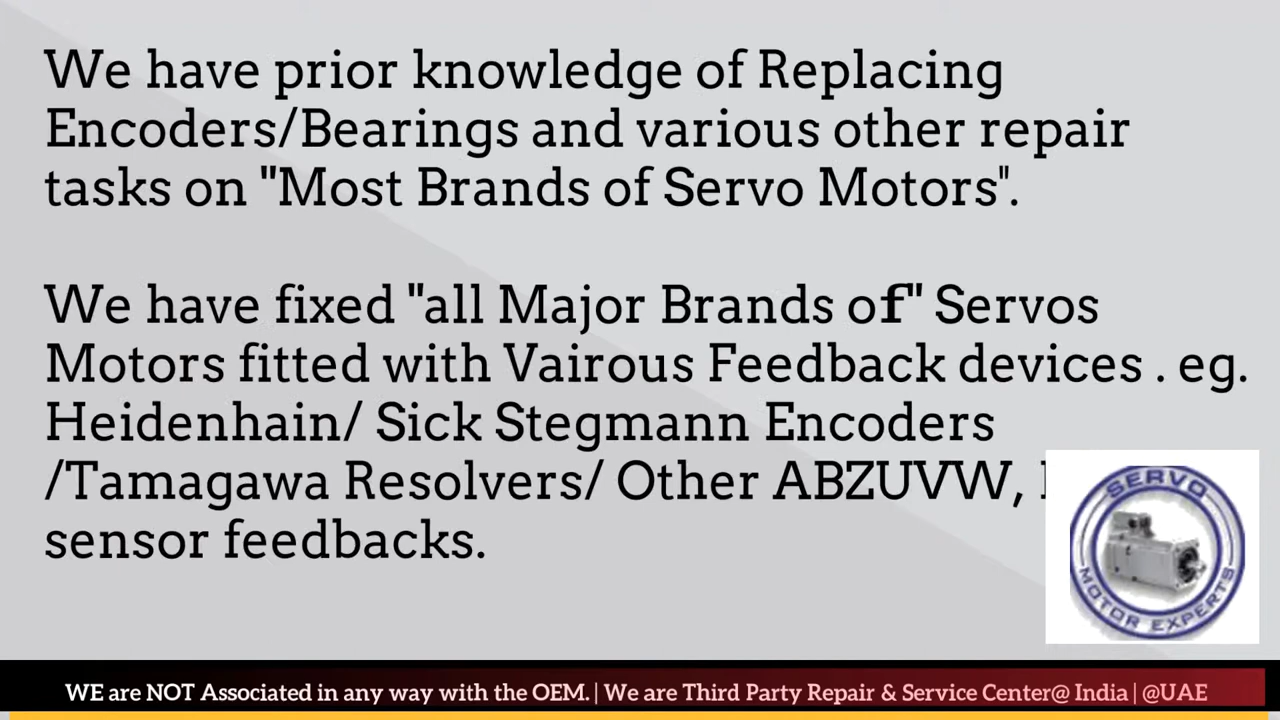 We have prior knowledge of Replacing
Encoders/Bearings and various other repair
tasks on "Most Brands of Servo Motors".
We have fixed "all Major Brands of" Servos
Motors fitted with Vairous Feedback devices . eg.
Heidenhain/ Sick Stegmann Encoders
/Tamagawa Resolvers/ Other ABZUVW,
sensor feedbacks.
SERVO
MOTOR EXPERTS
WE are NOT Associated in any way with the OEM. | We are Third Party Repair & Service Center@ India | @UAE